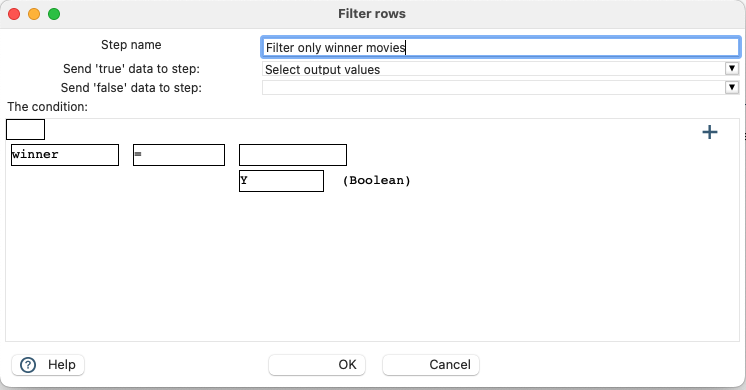 Filter rows
Step name Filter only winner movies
Send 'true' data to step: Select output values
Send 'false' data to step:
The condition:
+
winner =
Y (Boolean)
? Help OK Cancel